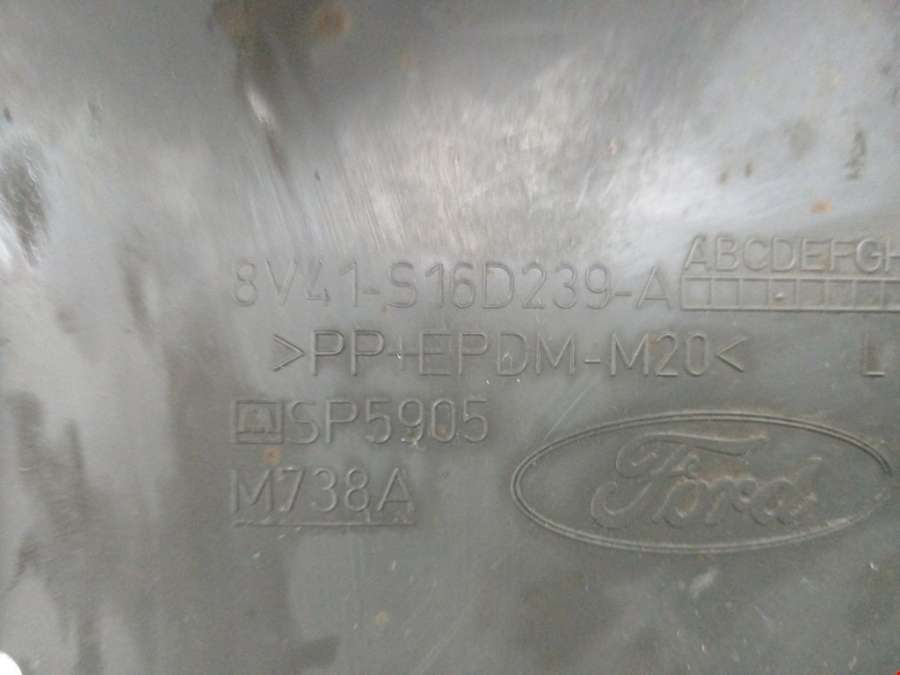 8V41-S16D239-A ABCDEFGH
>PP+EPDM-M20< L
SP5905
M738A
Ford